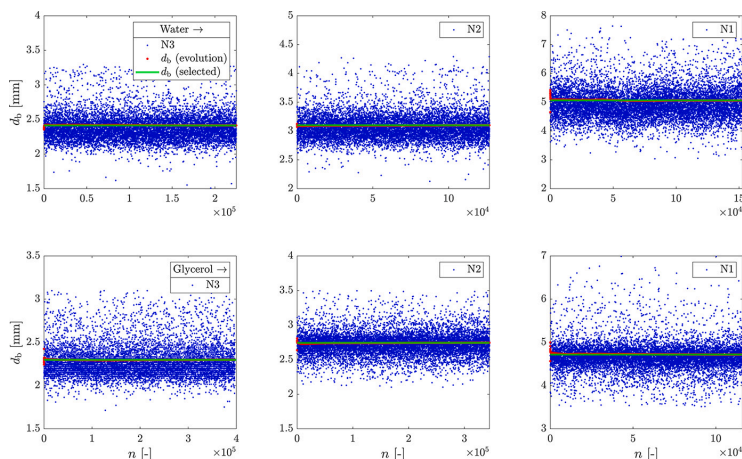 Water →
N3
d_b (evolution)
d_b (selected)
d_b [mm]
4
3.5
3
2.5
2
1.5
0 0.5 1 1.5 2
×10^5
N2
5
4.5
4
3.5
3
2.5
2
0 5 10
×10^4
N1
8
7
6
5
4
3
2
0 5 10 15
×10^4
Glycerol →
N3
d_b [mm]
3.5
3
2.5
2
1.5
0 1 2 3 4
×10^5
n [-]
N2
4
3.5
3
2.5
2
1.5
0 1 2 3
×10^5
n [-]
N1
7
6
5
4
3
0 5 10
×10^4
n [-]